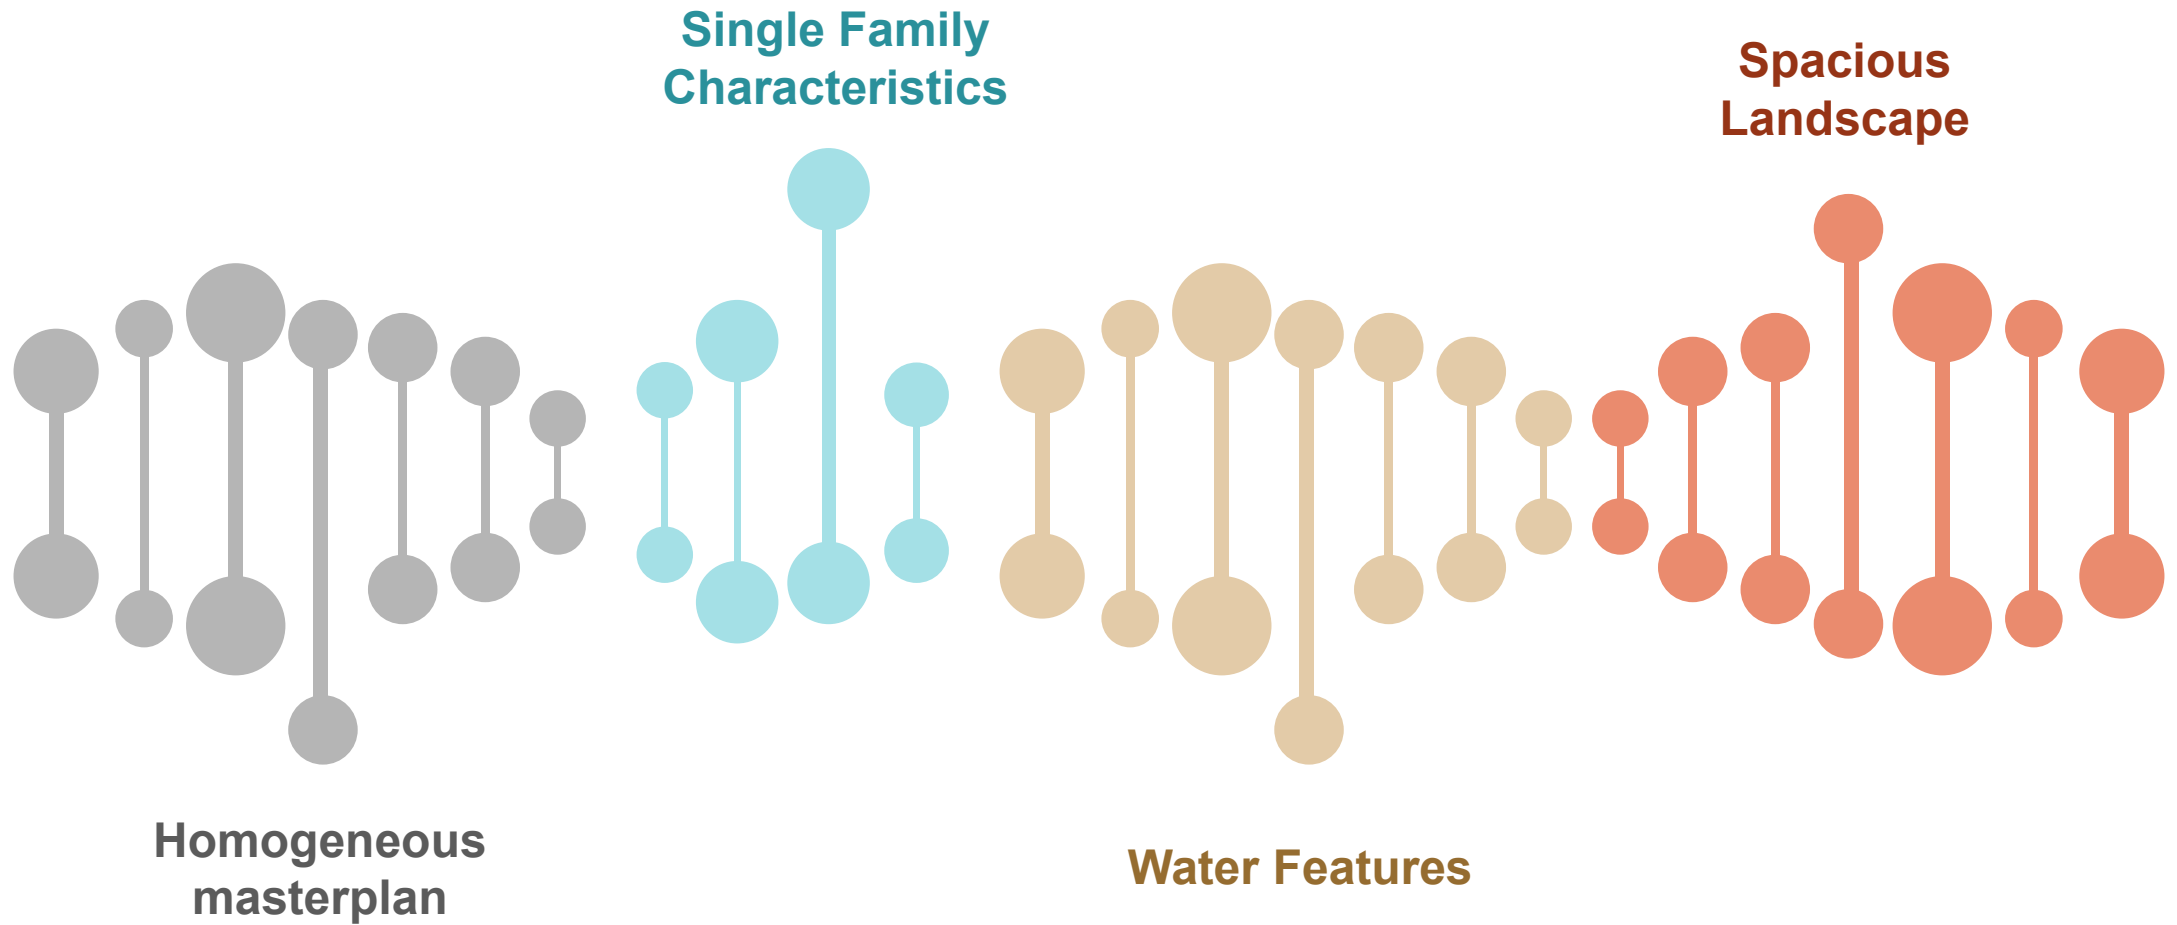 Single Family
Characteristics
Spacious
Landscape
Homogeneous
masterplan
Water Features